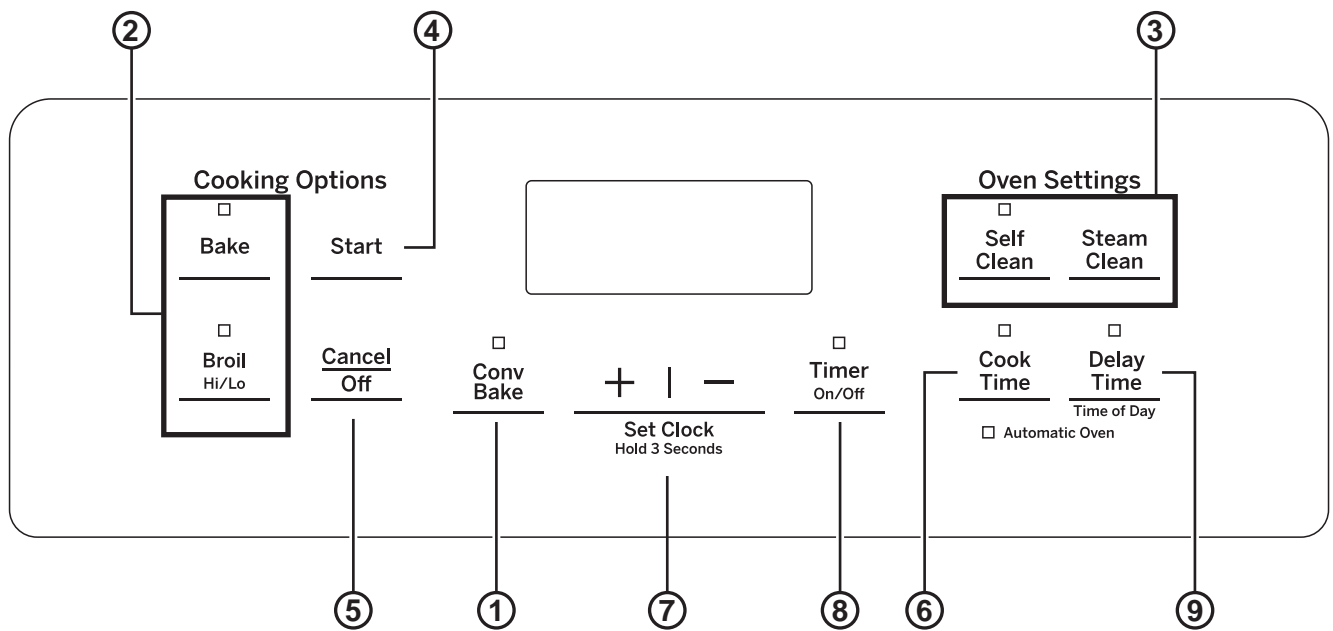 2
4
3
Cooking Options
Oven Settings
Bake
Start
Self
Clean
Steam
Clean
Broil
Hi/Lo
Cancel
Off
Conv
Bake
+ | −
Set Clock
Hold 3 Seconds
Timer
On/Off
Cook
Time
Delay
Time
Time of Day
Automatic Oven
5
1
7
8
6
9